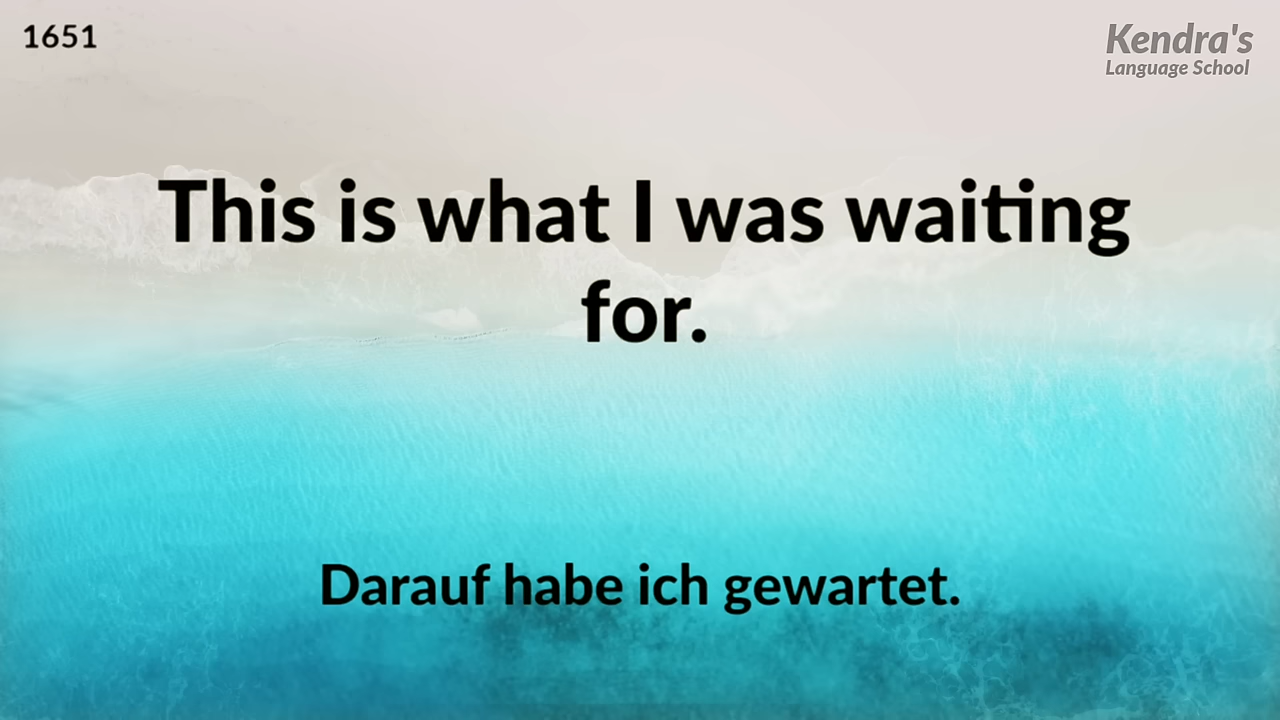 1651
Kendra's
Language School
This is what I was waiting
for.
Darauf habe ich gewartet.